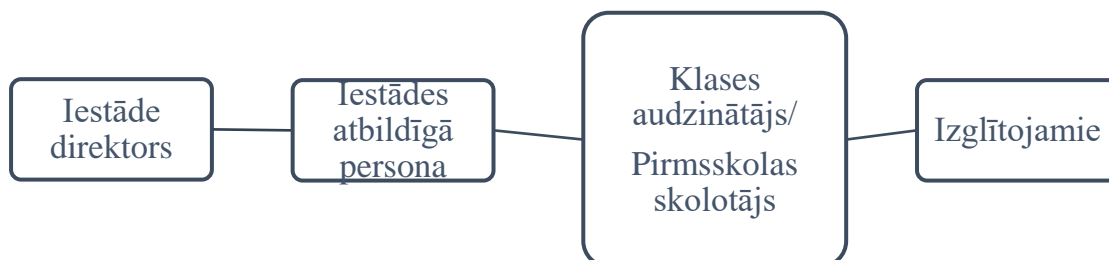 Iestāde
direktors
Iestādes
atbildīgā
persona
Klases
audzinātājs/
Pirmsskolas
skolotājs
Izglītojamie